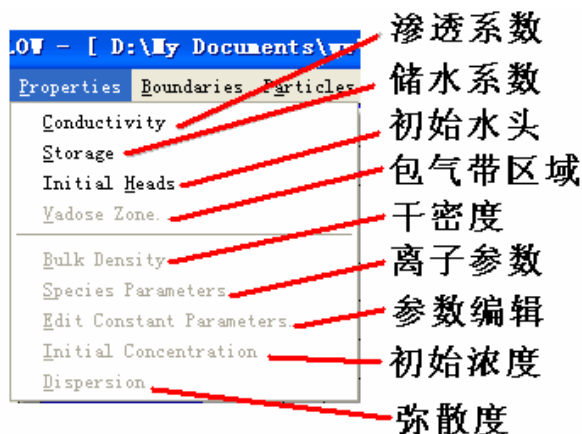 LOW - [ D:\My Documents\
Properties Boundaries Particles
Conductivity
Storage
Initial Heads
Vadose Zone.
Bulk Density
Species Parameters
Edit Constant Parameters.
Initial Concentration
Dispersion
渗透系数
储水系数
初始水头
包气带区域
干密度
离子参数
参数编辑
初始浓度
弥散度